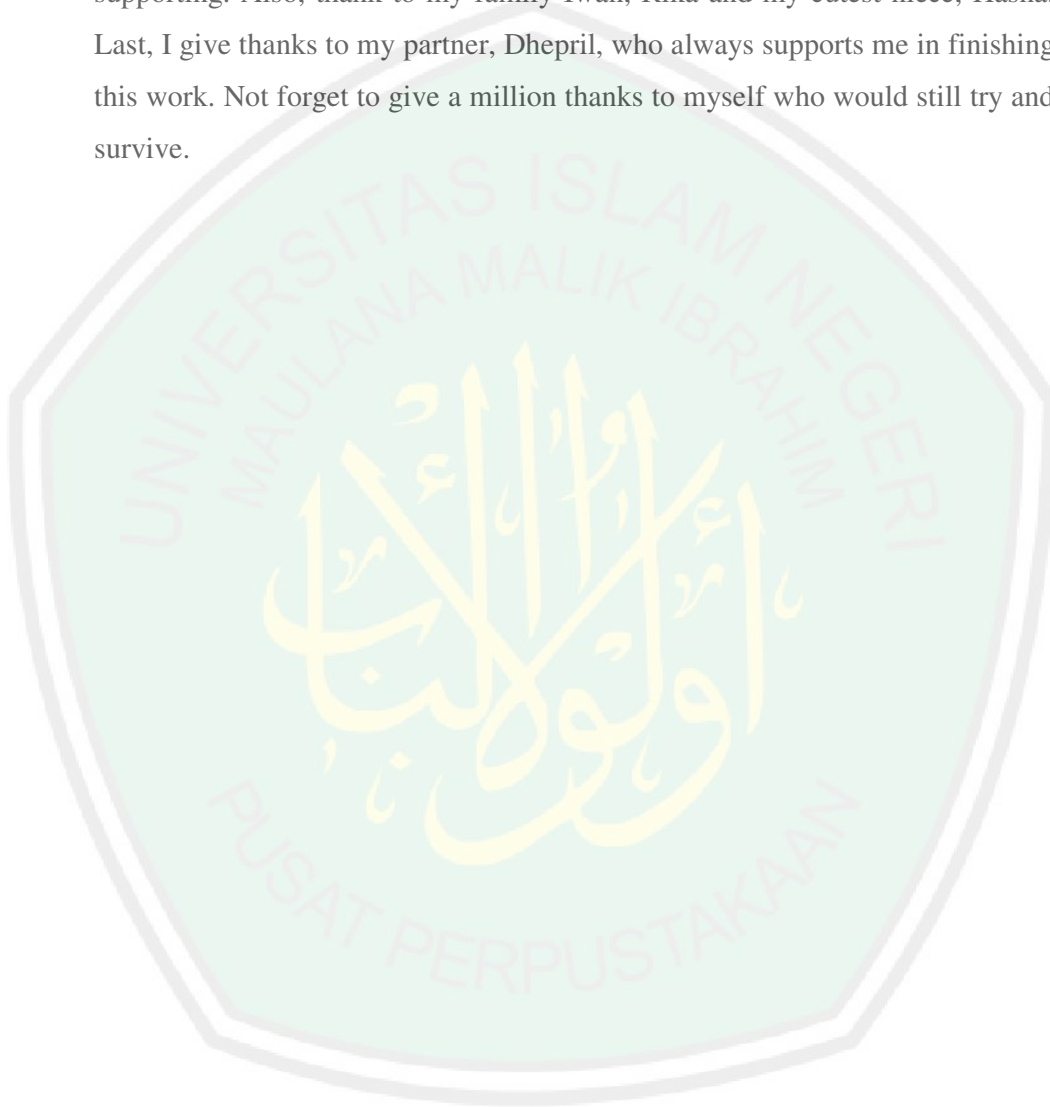 supporting. Also, thank to my family Iwan, and my cutest niece,
Last, I give thanks to my partner, Dhepril, who always supports me in finishing
this work. Not forget to give a million thanks to myself who would still try and
survive.
UNIVERSITAS ISLAM NEGERI
MAULANA MALIK IBRAHIM
أولوا الألباب
PUSAT PERPUSTAKAAN